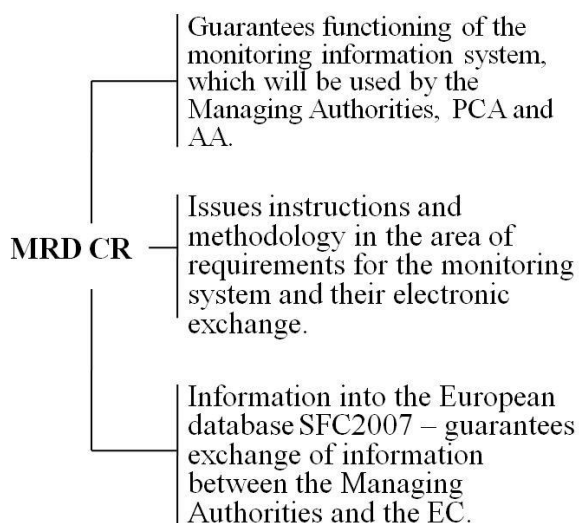 Guarantees functioning of the
monitoring information system,
which will be used by the
Managing Authorities, PCA and
AA.
MRD CR
Issues instructions and
methodology in the area of
requirements for the monitoring
system and their electronic
exchange.
Information into the European
database SFC2007 – guarantees
exchange of information
between the Managing
Authorities and the EC.